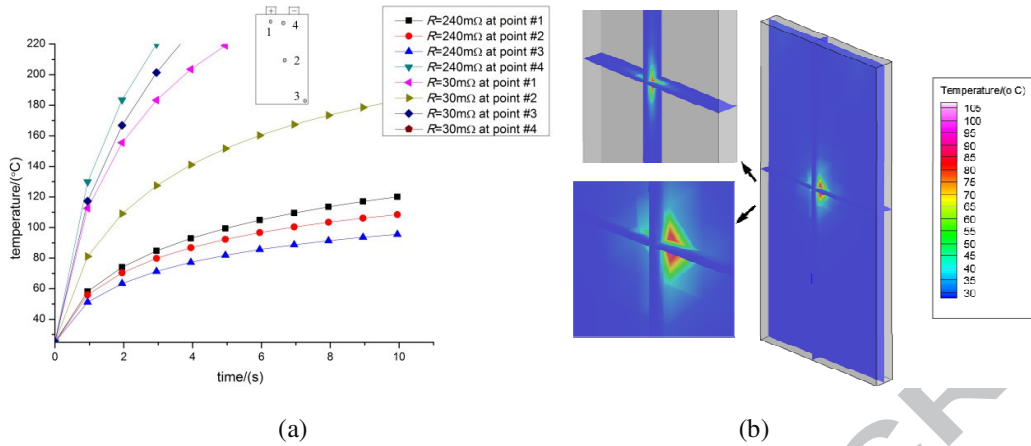 220
200
180
160
140
120
100
80
60
40
temperature/(°C)
0 2 4 6 8 10
time/(s)
+ −
1 4
2
3
R=240mΩ at point #1
R=240mΩ at point #2
R=240mΩ at point #3
R=240mΩ at point #4
R=30mΩ at point #1
R=30mΩ at point #2
R=30mΩ at point #3
R=30mΩ at point #4
(a)
Temperature/(o C)
105
100
95
90
85
80
75
70
65
60
55
50
45
40
35
30
(b)
CK